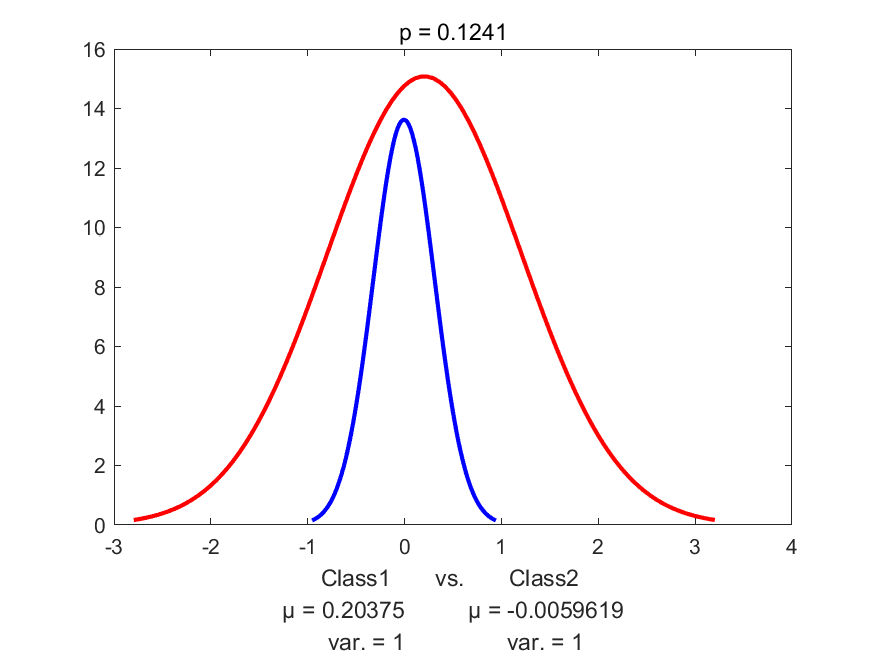 p = 0.1241
16
14
12
10
8
6
4
2
0
-3 -2 -1 0 1 2 3 4
Class1 vs. Class2
μ = 0.20375 μ = -0.0059619
var. = 1 var. = 1